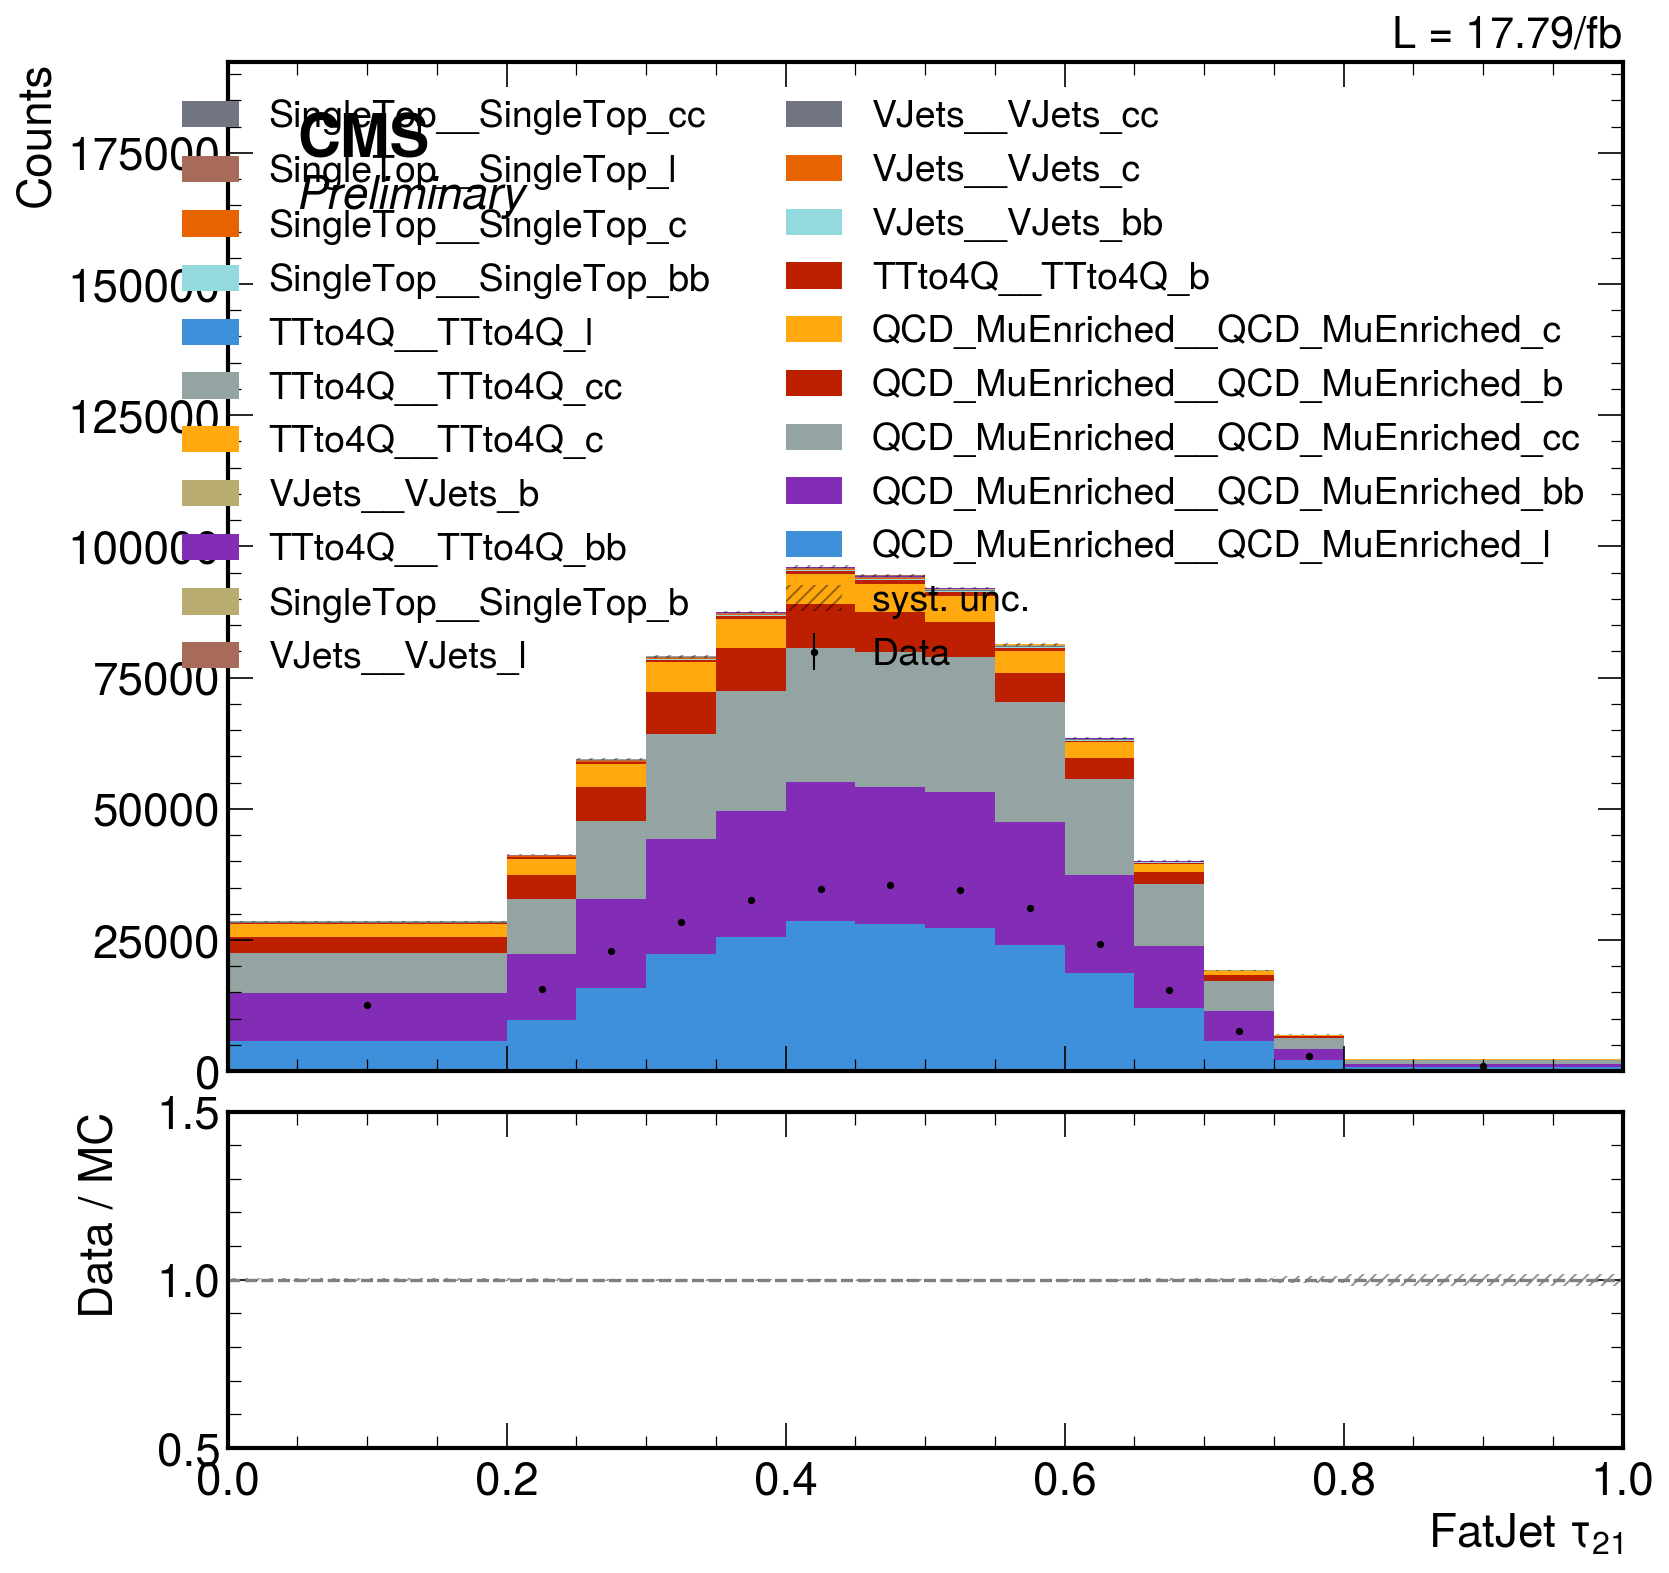 L = 17.79/fb
Counts
CMS
Preliminary
SingleTop__SingleTop_cc
SingleTop__SingleTop_l
SingleTop__SingleTop_c
SingleTop__SingleTop_bb
TTto4Q__TTto4Q_l
TTto4Q__TTto4Q_cc
TTto4Q__TTto4Q_c
VJets__VJets_b
TTto4Q__TTto4Q_bb
SingleTop__SingleTop_b
VJets__VJets_l
VJets__VJets_cc
VJets__VJets_c
VJets__VJets_bb
TTto4Q__TTto4Q_b
QCD_MuEnriched__QCD_MuEnriched_c
QCD_MuEnriched__QCD_MuEnriched_b
QCD_MuEnriched__QCD_MuEnriched_cc
QCD_MuEnriched__QCD_MuEnriched_bb
QCD_MuEnriched__QCD_MuEnriched_l
syst. unc.
Data
175000
150000
125000
100000
75000
50000
25000
0
Data / MC
1.5
1.0
0.5
0.0 0.2 0.4 0.6 0.8 1.0
FatJet τ₂₁